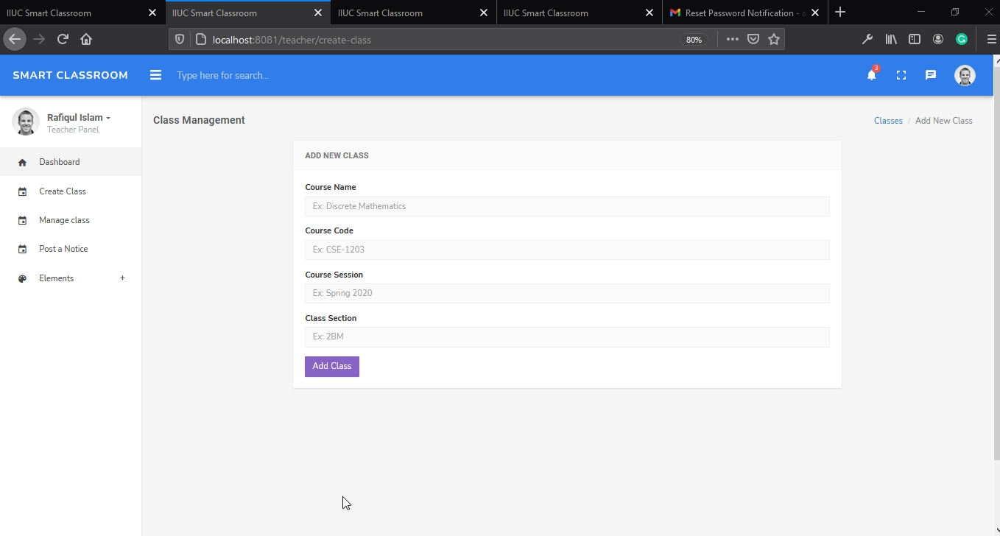 IIUC Smart Classroom
IIUC Smart Classroom
IIUC Smart Classroom
IIUC Smart Classroom
Reset Password Notification -
localhost:8081/teacher/create-class
80%
SMART CLASSROOM
Type here for search...
3
Rafiqul Islam
Teacher Panel
Class Management
Classes / Add New Class
Dashboard
Create Class
Manage class
Post a Notice
Elements +
ADD NEW CLASS
Course Name
Ex: Discrete Mathematics
Course Code
Ex: CSE-1203
Course Session
Ex: Spring 2020
Class Section
Ex: 2BM
Add Class